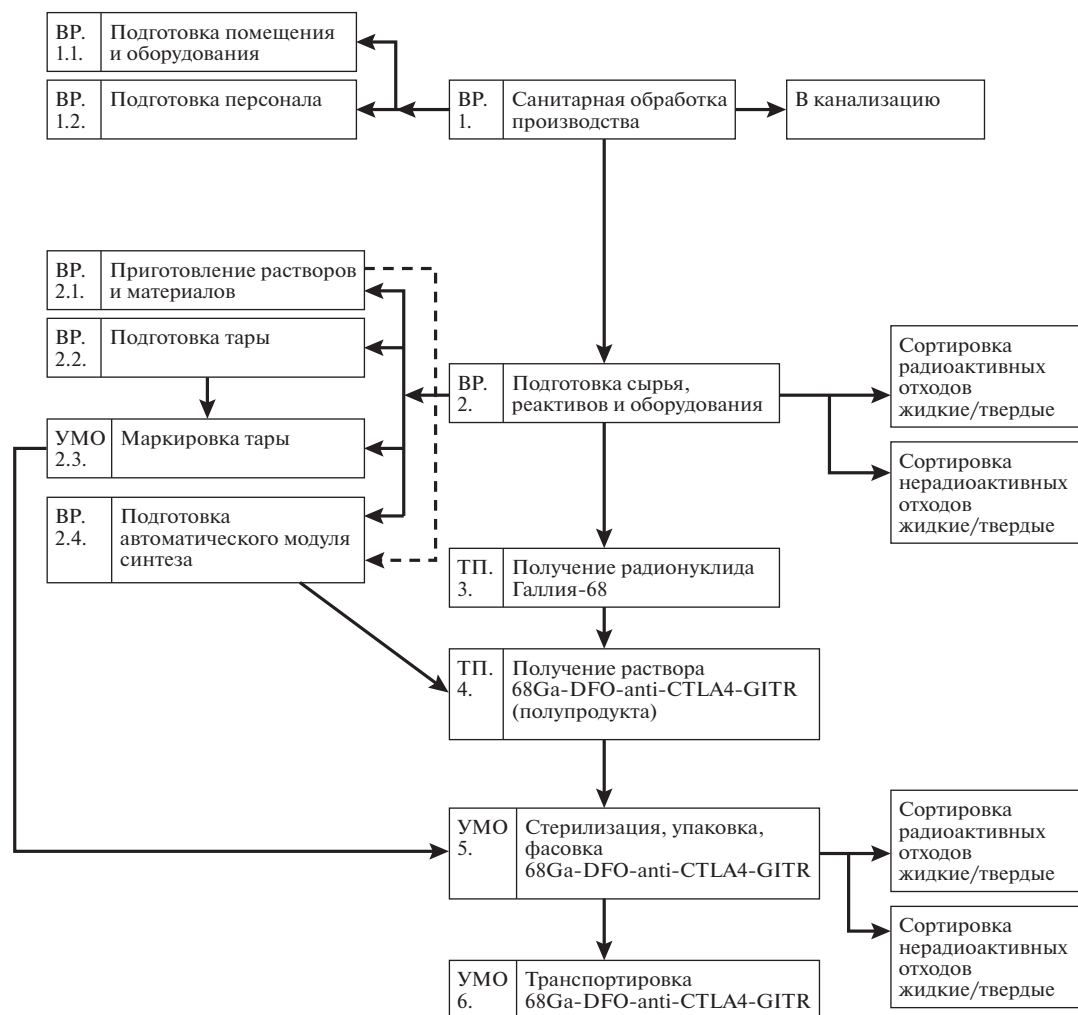 ВР.
1.1.
Подготовка помещения
и оборудования
ВР.
1.2.
Подготовка персонала
ВР.
1.
Санитарная обработка
производства
В канализацию
ВР.
2.1.
Приготовление растворов
и материалов
ВР.
2.2.
Подготовка тары
УМО
2.3.
Маркировка тары
ВР.
2.4.
Подготовка
автоматического модуля
синтеза
ВР.
2.
Подготовка сырья,
реактивов и оборудования
Сортировка
радиоактивных
отходов
жидкие/твердые
Сортировка
нерадиоактивных
отходов
жидкие/твердые
ТП.
3.
Получение радионуклида
Галлия-68
ТП.
4.
Получение раствора
68Ga-DFO-anti-CTLA4-GITR
(полупродукта)
УМО
5.
Стерилизация, упаковка,
фасовка
68Ga-DFO-anti-CTLA4-GITR
Сортировка
радиоактивных
отходов
жидкие/твердые
Сортировка
нерадиоактивных
отходов
жидкие/твердые
УМО
6.
Транспортировка
68Ga-DFO-anti-CTLA4-GITR